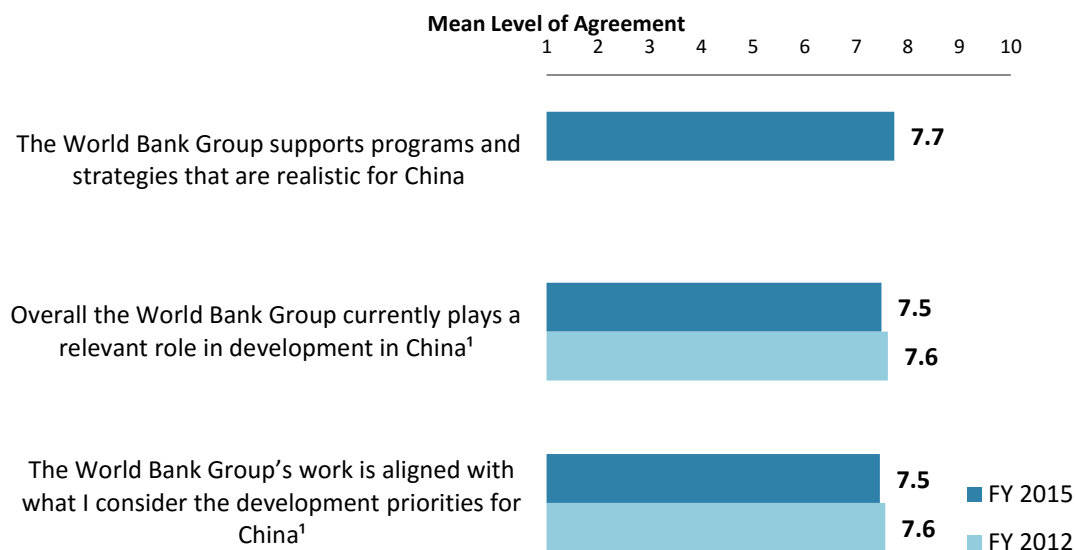 Mean Level of Agreement
1 2 3 4 5 6 7 8 9 10
The World Bank Group supports programs and
strategies that are realistic for China
7.7
Overall the World Bank Group currently plays a
relevant role in development in China¹
7.5
7.6
The World Bank Group’s work is aligned with
what I consider the development priorities for
China¹
7.5
7.6
FY 2015
FY 2012